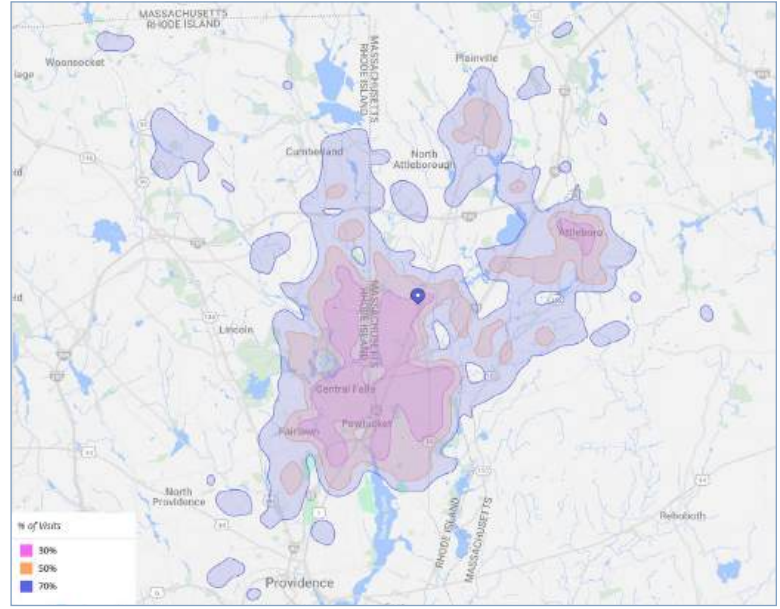 MASSACHUSETTS
RHODE ISLAND
Woonsocket
Plainville
MASSACHUSETTS
RHODE ISLAND
Cumberland
North
Attleborough
Attleboro
Lincoln
MASSACHUSETTS
RHODE ISLAND
Central Falls
Pawtucket
Fairlawn
North
Providence
RHODE ISLAND
MASSACHUSETTS
Rehoboth
Providence
% of Visits
30%
50%
70%